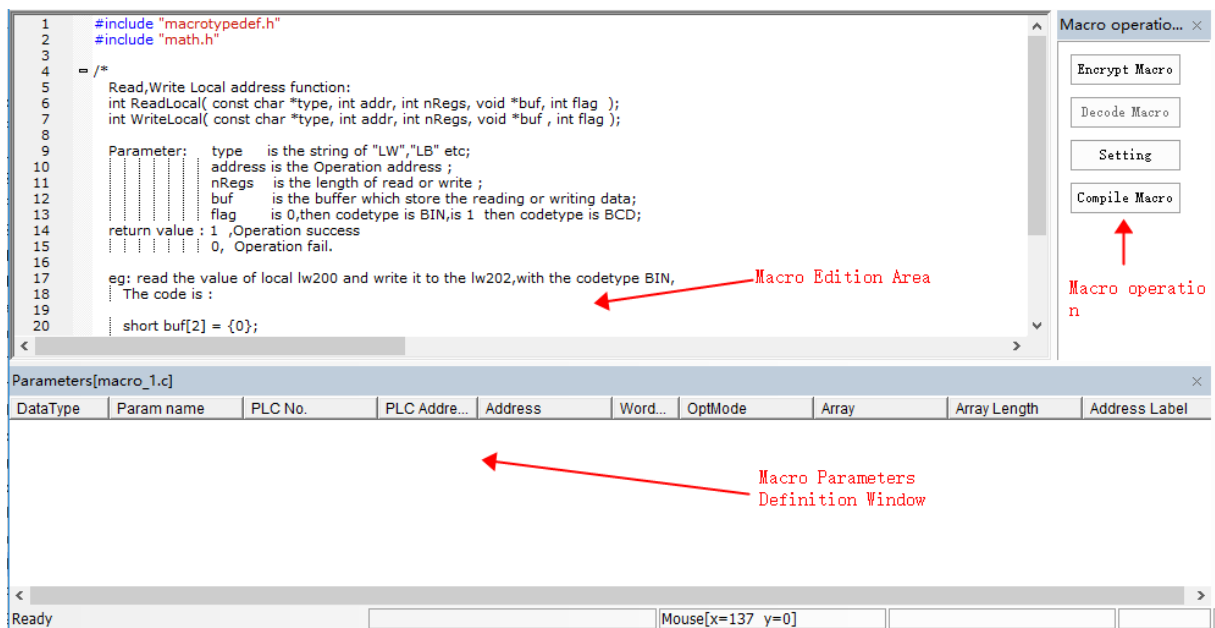 1 #include "macrotypedef.h"
2 #include "math.h"
3
4 /*
5 Read,Write Local address function:
6 int ReadLocal( const char *type, int addr, int nRegs, void *buf, int flag  );
7 int WriteLocal( const char *type, int addr, int nRegs, void *buf , int flag );
8
9 Parameter: type is the string of "LW","LB" etc;
10 address is the Operation address ;
11 nRegs is the length of read or write ;
12 buf is the buffer which store the reading or writing data;
13 flag is 0,then codetype is BIN,is 1  then codetype is BCD;
14 return value : 1  ,Operation success
15 0,  Operation fail.
16
17 eg: read the value of local lw200 and write it to the lw202,with the codetype BIN,
18 The code is :
19
20 short buf[2] = {0};
Macro Edition Area
Macro operatio...
Encrypt Macro
Decode Macro
Setting
Compile Macro
Macro operatio
n
Parameters[macro_1.c]
DataType Param name PLC No. PLC Addre... Address Word... OptMode Array Array Length Address Label
Macro Parameters
Definition Window
Ready Mouse[x=137  y=0]